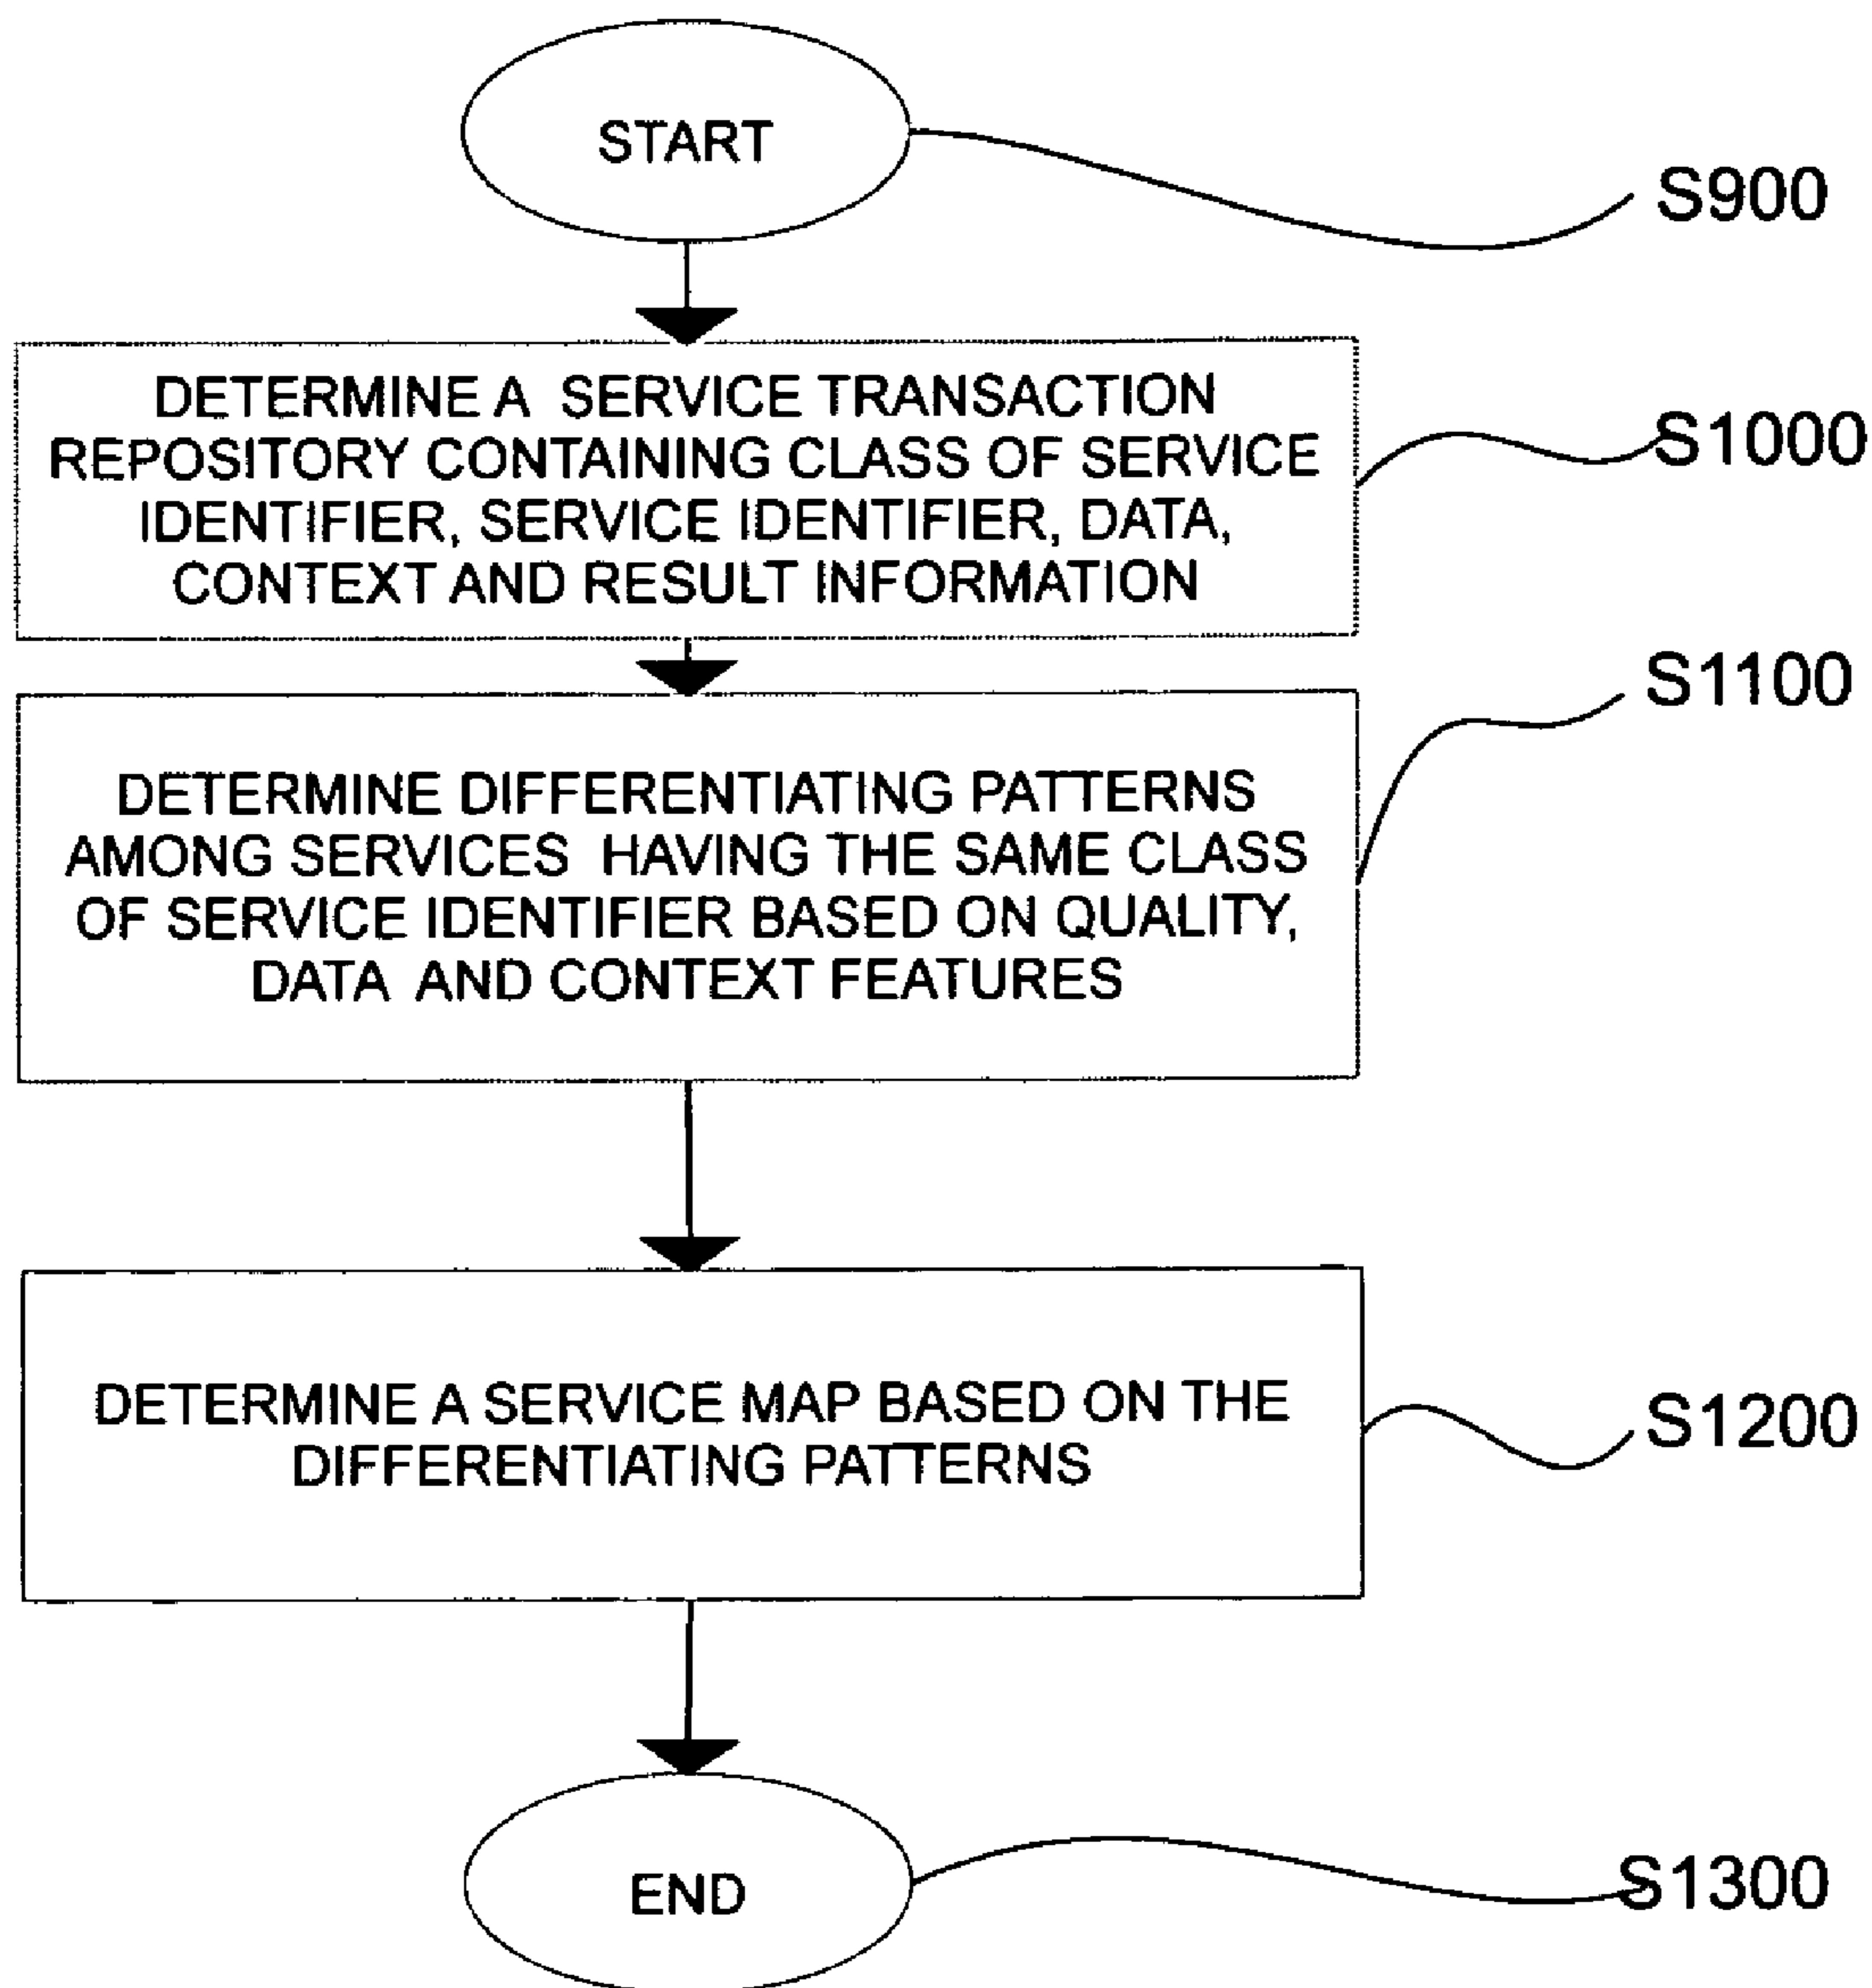 START
S900
DETERMINE A SERVICE TRANSACTION
REPOSITORY CONTAINING CLASS OF SERVICE
IDENTIFIER, SERVICE IDENTIFIER, DATA,
CONTEXT AND RESULT INFORMATION
S1000
DETERMINE DIFFERENTIATING PATTERNS
AMONG SERVICES HAVING THE SAME CLASS
OF SERVICE IDENTIFIER BASED ON QUALITY,
DATA AND CONTEXT FEATURES
S1100
DETERMINE A SERVICE MAP BASED ON THE
DIFFERENTIATING PATTERNS
S1200
END
S1300